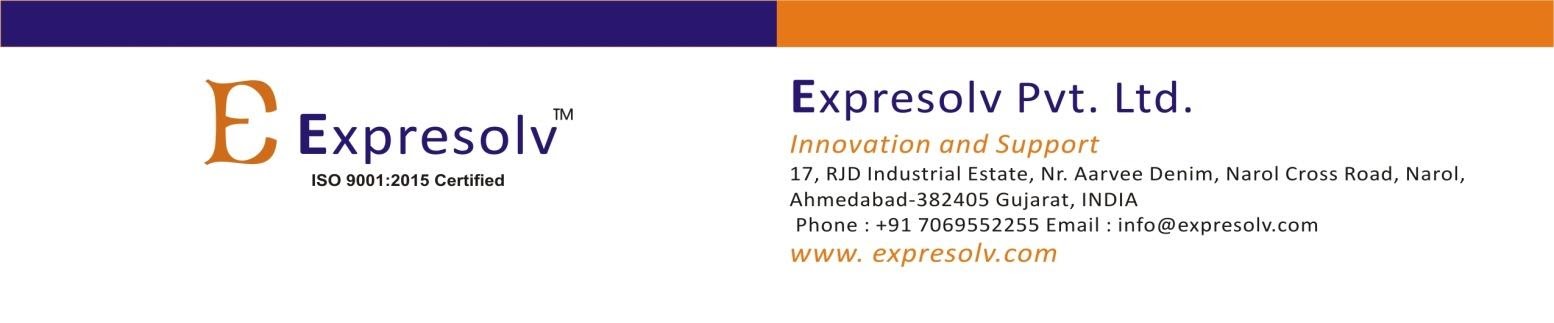 E Expresolv™
ISO 9001:2015 Certified
Expresolv Pvt. Ltd.
Innovation and Support
17, RJD Industrial Estate, Nr. Aarvee Denim, Narol Cross Road, Narol,
Ahmedabad-382405 Gujarat, INDIA
Phone : +91 7069552255 Email : info@expresolv.com
www. expresolv.com